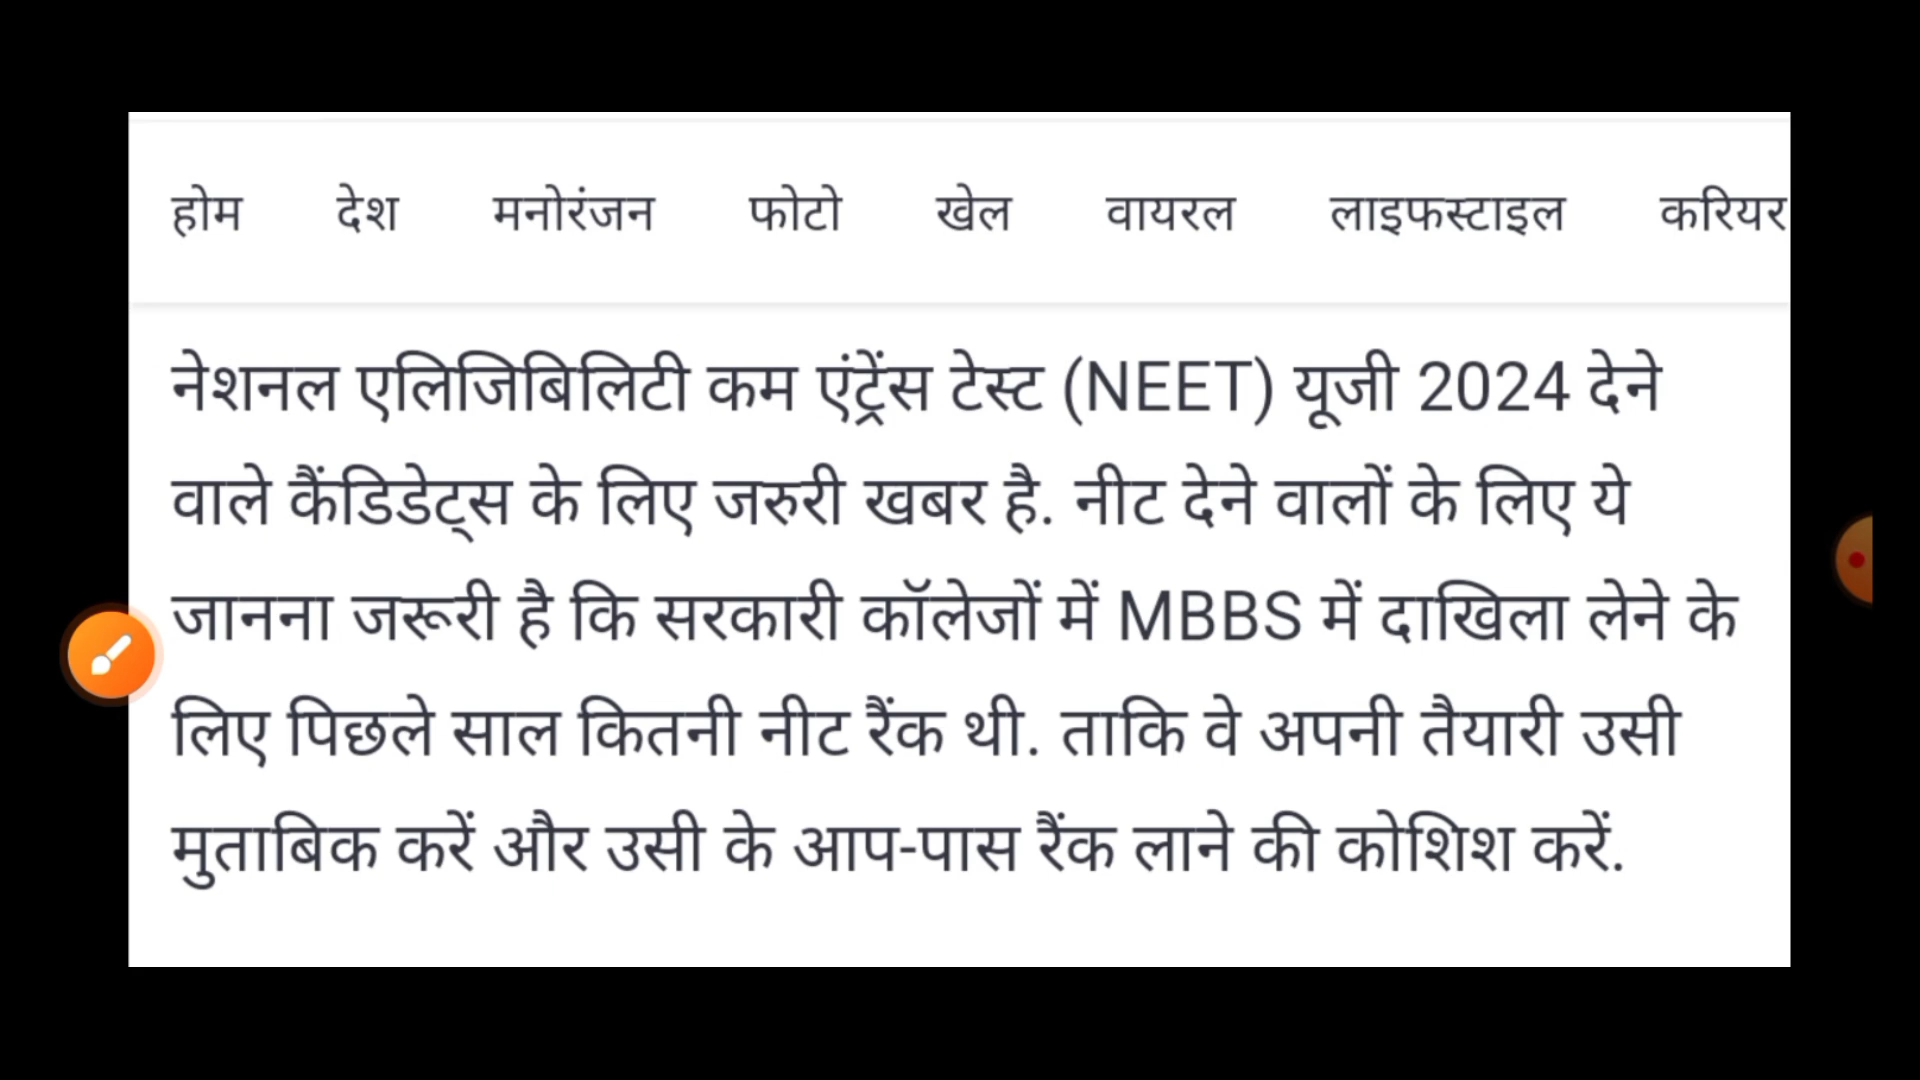 होम देश मनोरंजन फोटो खेल वायरल लाइफस्टाइल करियर
नेशनल एलिजिबिलिटी कम एंट्रेंस टेस्ट (NEET) यूजी 2024 देने
वाले कैंडिडेट्स के लिए जरुरी खबर है. नीट देने वालों के लिए ये
जानना जरूरी है कि सरकारी कॉलेजों में MBBS में दाखिला लेने के
लिए पिछले साल कितनी नीट रैंक थी. ताकि वे अपनी तैयारी उसी
मुताबिक करें और उसी के आप-पास रैंक लाने की कोशिश करें.